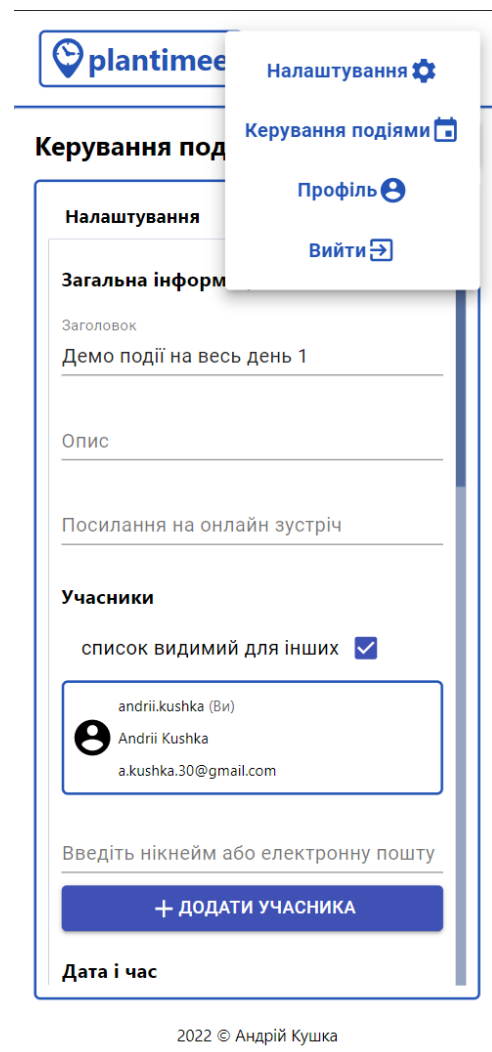 plantimee
Налаштування
Керування подіями
Профіль
Вийти
Керування под
Налаштування
Загальна інформ
Заголовок
Демо події на весь день 1
Опис
Посилання на онлайн зустріч
Учасники
список видимий для інших
andrii.kushka (Ви)
Andrii Kushka
a.kushka.30@gmail.com
Введіть нікнейм або електронну пошту
+ ДОДАТИ УЧАСНИКА
Дата і час
2022 © Андрій Кушка